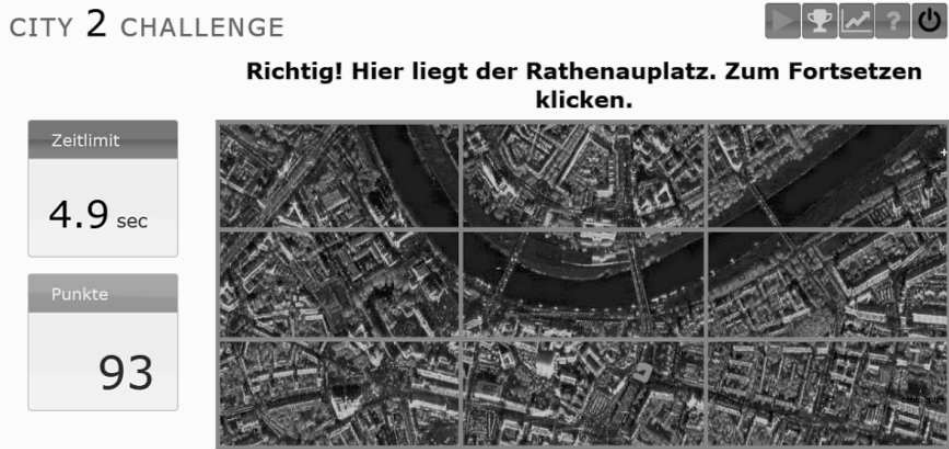 CITY 2 CHALLENGE
?
Richtig! Hier liegt der Rathenauplatz. Zum Fortsetzen
klicken.
Zeitlimit
4.9 sec
Punkte
93